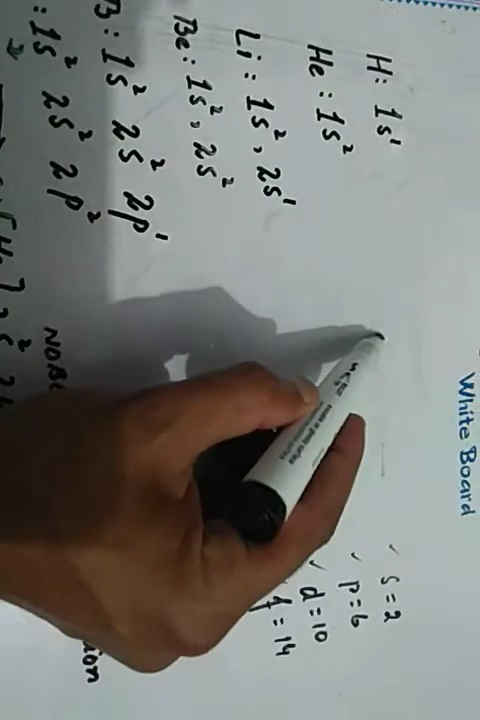 White Board
H: 1s¹
He: 1s²
Li: 1s², 2s¹
Be: 1s², 2s²
B: 1s² 2s² 2p¹
: 1s² 2s² 2p²
✓ s=2
✓ p=6
✓ d=10
f=14